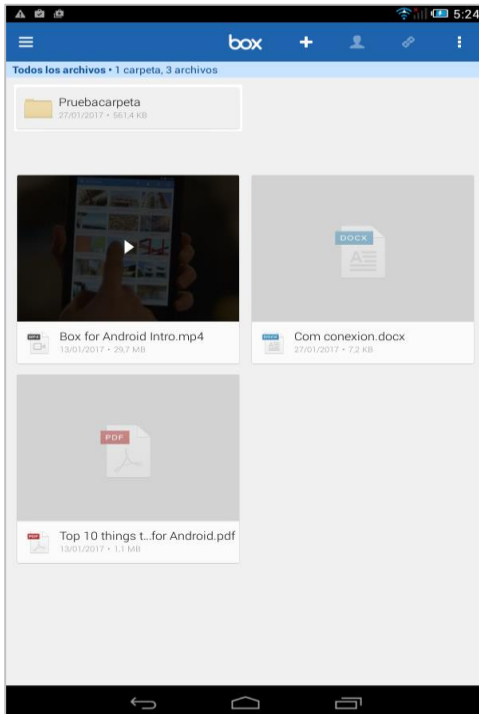 5:24
box
Todos los archivos • 1 carpeta, 3 archivos
Pruebacarpeta
27/01/2017 • 561,4 KB
DOCX
Box for Android Intro.mp4
13/01/2017 • 29,7 MB
Com conexion.docx
27/01/2017 • 7,2 KB
PDF
Top 10 things t...for Android.pdf
13/01/2017 • 1,1 MB